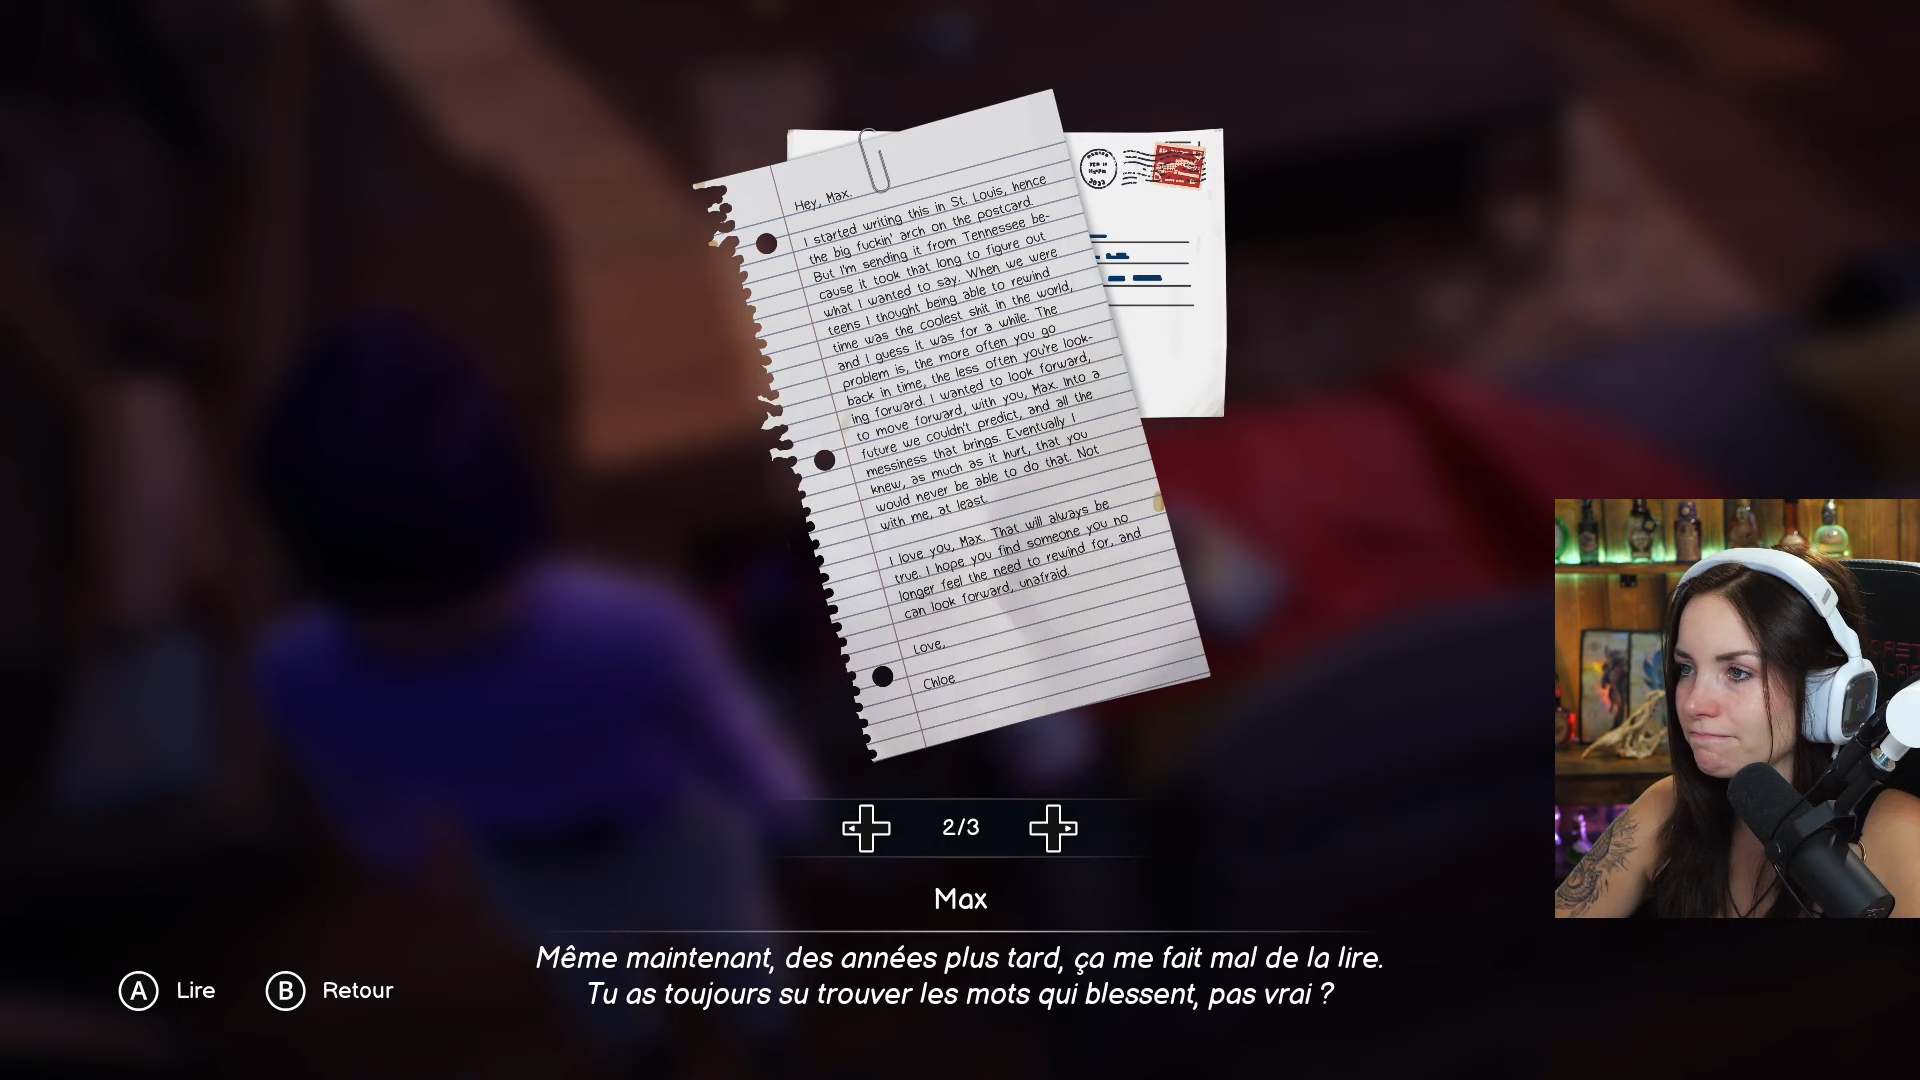 Hey, Max.
I started writing this in St. Louis, hence
the big fuckin' arch on the postcard.
But I'm sending it from Tennessee be-
cause it took that long to figure out
what I wanted to say. When we were
teens I thought being able to rewind
time was the coolest shit in the world,
and I guess it was for a while. The
problem is, the more often you go
back in time, the less often you're look-
ing forward. I wanted to look forward,
to move forward, with you, Max. Into a
future we couldn't predict, and all the
messiness that brings. Eventually I
knew, as much as it hurt, that you
would never be able to do that. Not
with me, at least.
I love you, Max. That will always be
true. I hope you find someone you no
longer feel the need to rewind for, and
can look forward, unafraid.
Love,
Chloe
2/3
Max
Même maintenant, des années plus tard, ça me fait mal de la lire.
Tu as toujours su trouver les mots qui blessent, pas vrai ?
A Lire B Retour